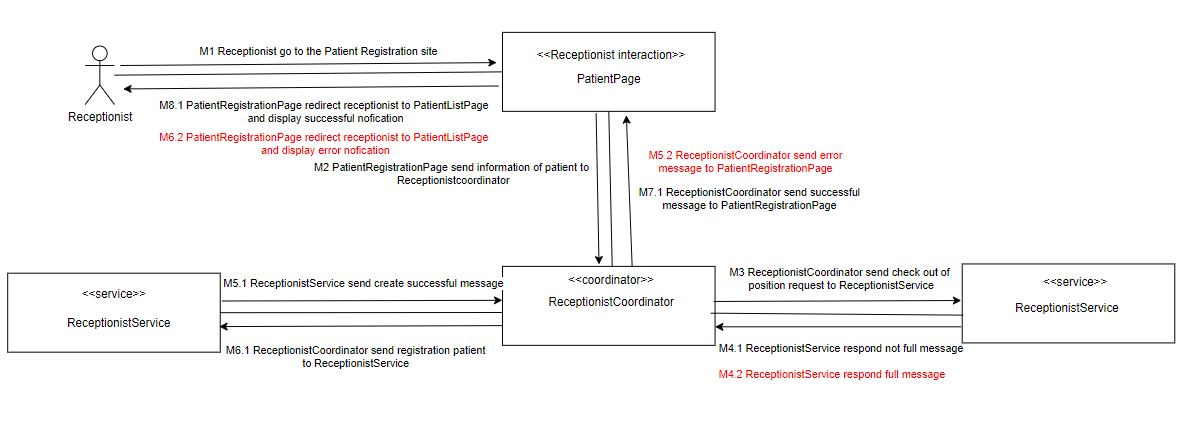 M1 Receptionist go to the Patient Registration site
<<Receptionist interaction>>
PatientPage
Receptionist
M8.1 PatientRegistrationPage redirect receptionist to PatientListPage
and display successful nofication
M6.2 PatientRegistrationPage redirect receptionist to PatientListPage
and display error nofication
M2 PatientRegistrationPage send information of patient to
Receptionistcoordinator
M5.2 ReceptionistCoordinator send error
message to PatientRegistrationPage
M7.1 ReceptionistCoordinator send successful
message to PatientRegistrationPage
<<service>>
ReceptionistService
M5.1 ReceptionistService send create successful message
M6.1 ReceptionistCoordinator send registration patient
to ReceptionistService
<<coordinator>>
ReceptionistCoordinator
M3 ReceptionistCoordinator send check out of
position request to ReceptionistService
M4.1 ReceptionistService respond not full message
M4.2 ReceptionistService respond full message
<<service>>
ReceptionistService